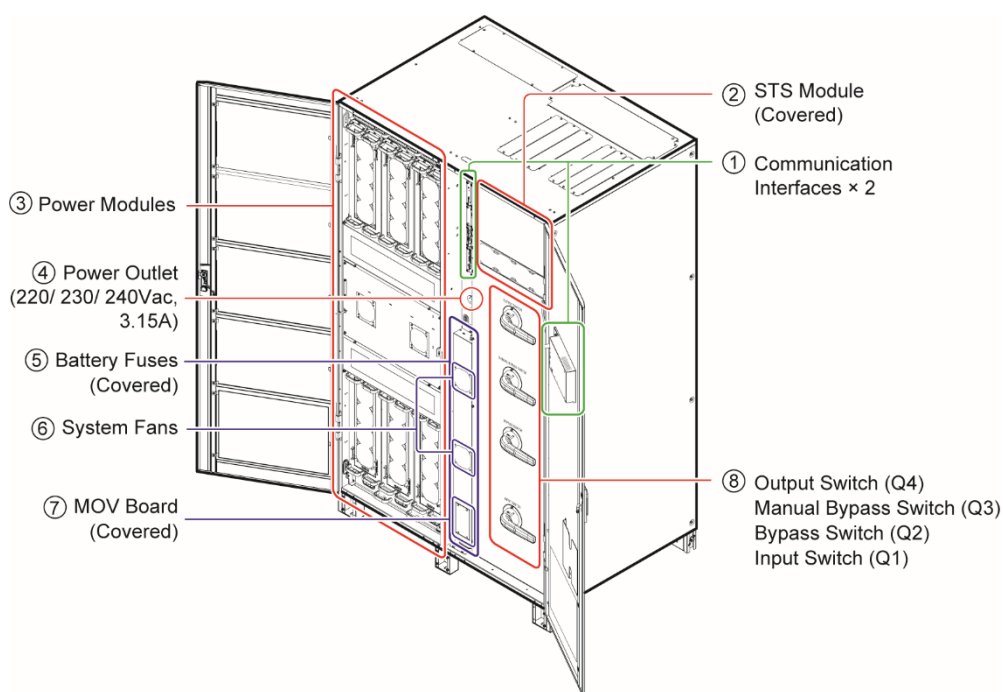 ② STS Module
(Covered)
① Communication
Interfaces × 2
③ Power Modules
④ Power Outlet
(220/ 230/ 240Vac,
3.15A)
⑤ Battery Fuses
(Covered)
⑥ System Fans
⑦ MOV Board
(Covered)
⑧ Output Switch (Q4)
Manual Bypass Switch (Q3)
Bypass Switch (Q2)
Input Switch (Q1)